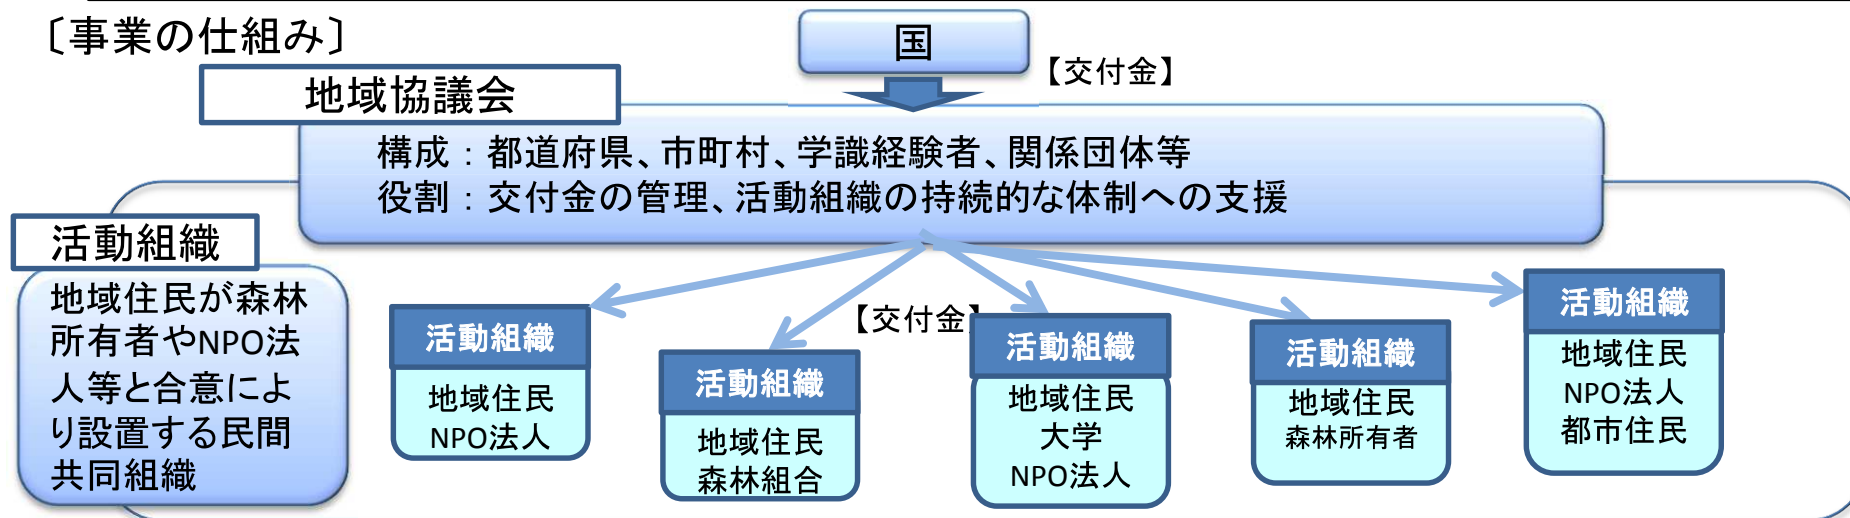 〔事業の仕組み〕
国
【交付金】
地域協議会
構成：都道府県、市町村、学識経験者、関係団体等
役割：交付金の管理、活動組織の持続的な体制への支援
活動組織
地域住民が森林
所有者やNPO法
人等と合意によ
り設置する民間
共同組織
【交付金】
活動組織
地域住民
NPO法人
活動組織
地域住民
森林組合
活動組織
地域住民
大学
NPO法人
活動組織
地域住民
森林所有者
活動組織
地域住民
NPO法人
都市住民